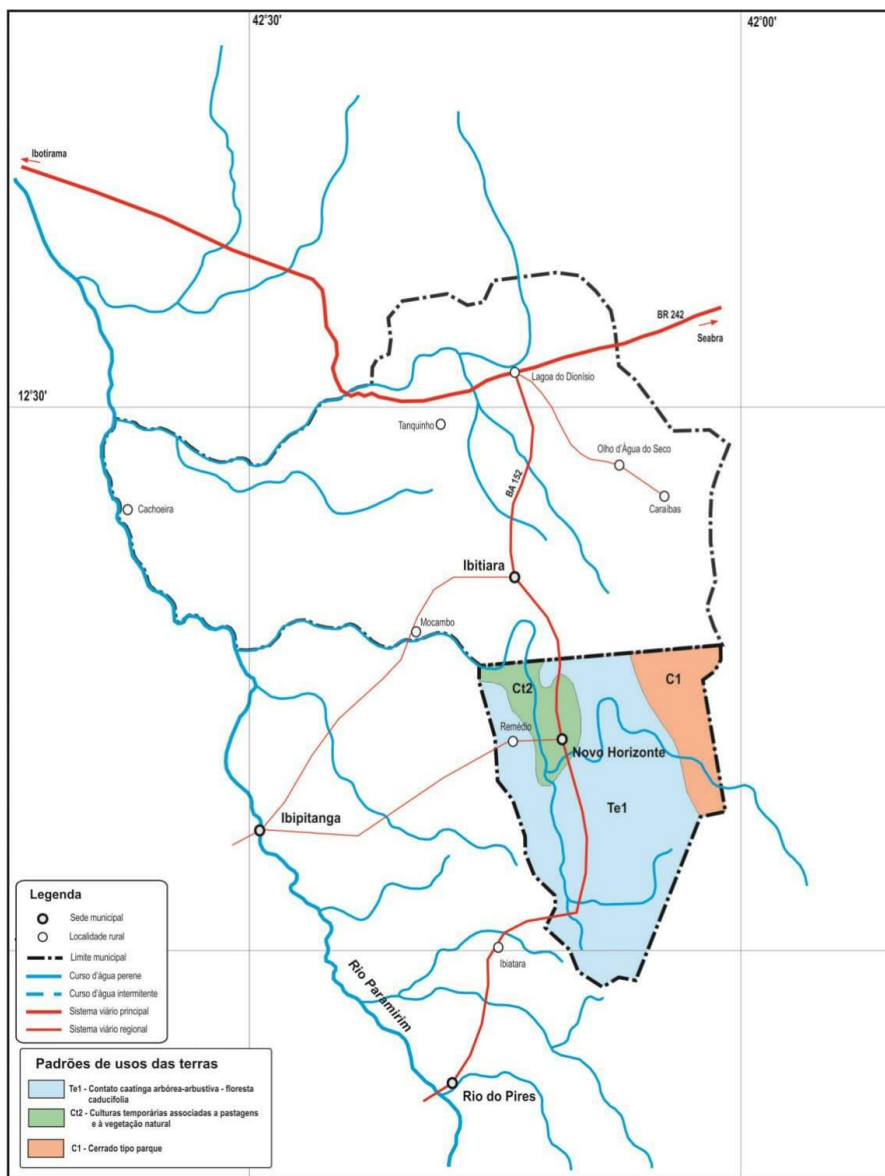 42°30'
42°00'
Ibotirama
BR 242
Seabra
Lagoa do Dionísio
12°30'
Tanquinho
Olho d'Água do Seco
BA 152
Cachoeira
Caraíbas
Ibitiara
Mocambo
C1
Ct2
Remédio
Novo Horizonte
Te1
Ibipitanga
Legenda
Sede municipal
Localidade rural
Limite municipal
Curso d'água perene
Curso d'água intermitente
Sistema viário principal
Sistema viário regional
Ibiatara
Rio Paramirim
Padrões de usos das terras
Te1 - Contato caatinga arbórea-arbustiva - floresta
caducifolia
Ct2 - Culturas temporárias associadas a pastagens
e à vegetação natural
C1 - Cerrado tipo parque
Rio do Pires